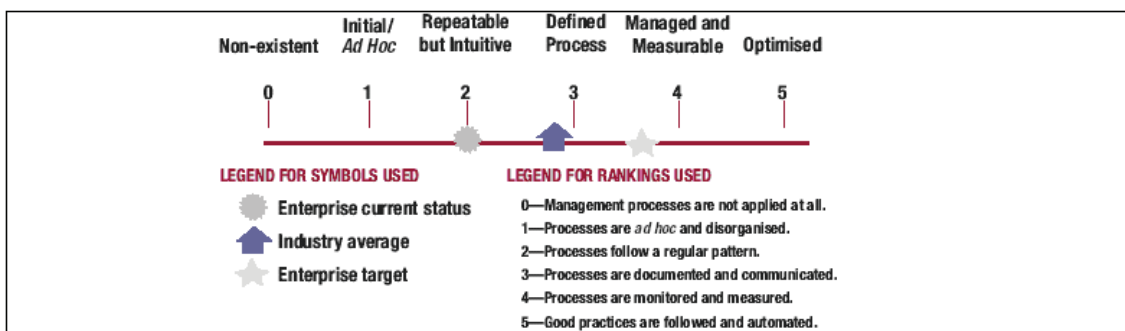 Non-existent
Initial/
Ad Hoc
Repeatable
but Intuitive
Defined
Process
Managed and
Measurable
Optimised
0 1 2 3 4 5
LEGEND FOR SYMBOLS USED
Enterprise current status
Industry average
Enterprise target
LEGEND FOR RANKINGS USED
0—Management processes are not applied at all.
1—Processes are ad hoc and disorganised.
2—Processes follow a regular pattern.
3—Processes are documented and communicated.
4—Processes are monitored and measured.
5—Good practices are followed and automated.